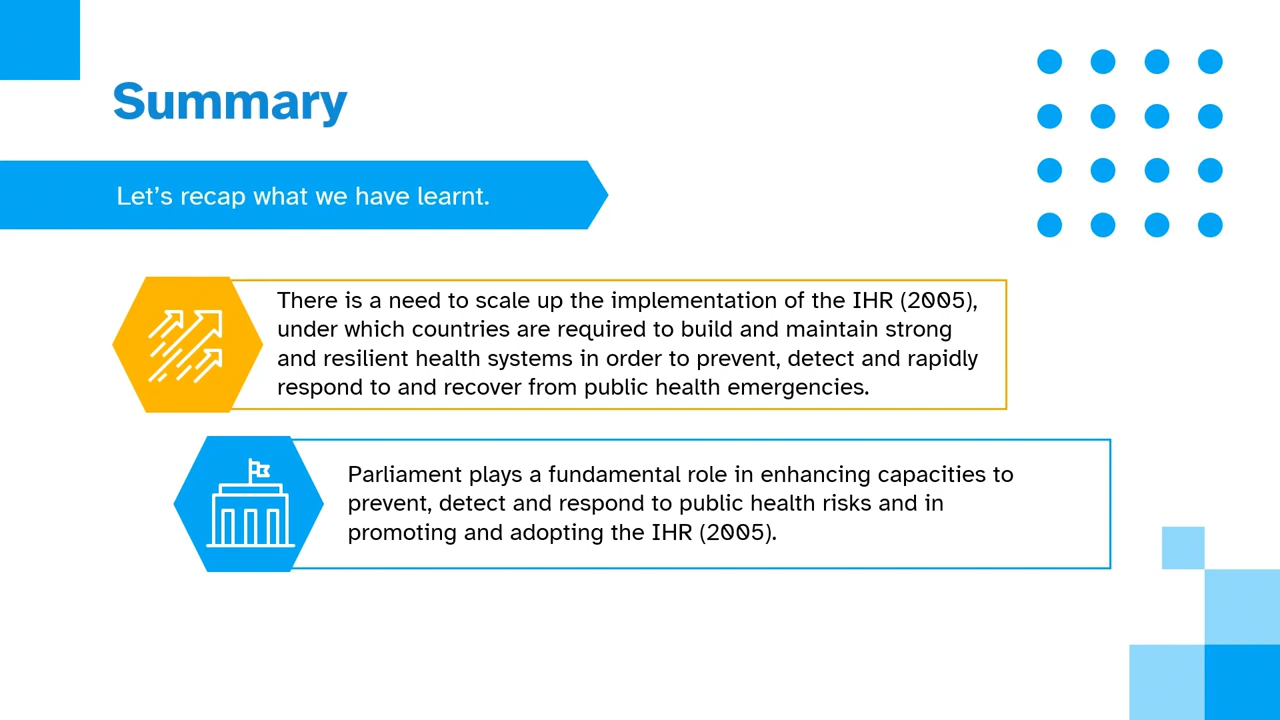 Summary
Let’s recap what we have learnt.
There is a need to scale up the implementation of the IHR (2005),
under which countries are required to build and maintain strong
and resilient health systems in order to prevent, detect and rapidly
respond to and recover from public health emergencies.
Parliament plays a fundamental role in enhancing capacities to
prevent, detect and respond to public health risks and in
promoting and adopting the IHR (2005).